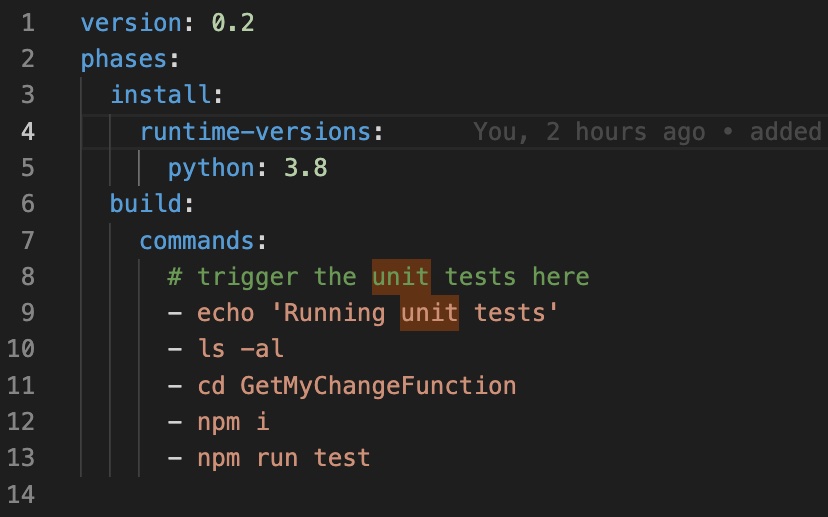 1 version: 0.2
2 phases:
3 install:
4 runtime-versions: You, 2 hours ago • added
5 python: 3.8
6 build:
7 commands:
8 # trigger the unit tests here
9 - echo 'Running unit tests'
10 - ls -al
11 - cd GetMyChangeFunction
12 - npm i
13 - npm run test
14